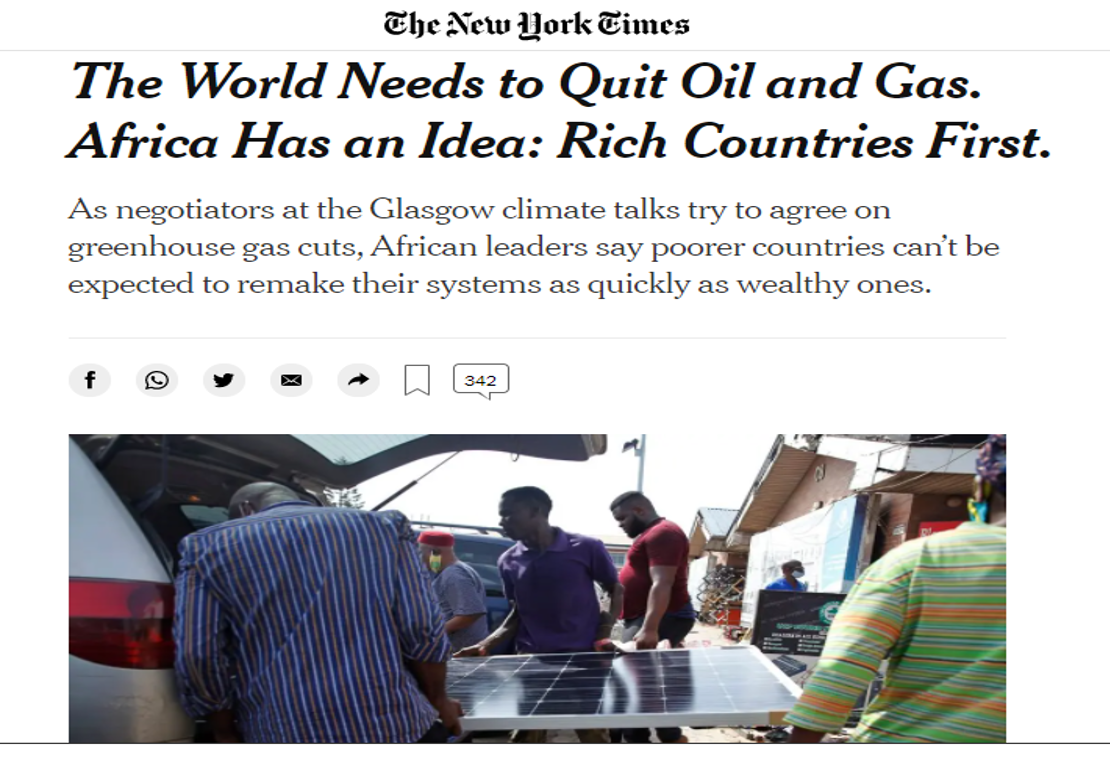 The New York Times
The World Needs to Quit Oil and Gas.
Africa Has an Idea: Rich Countries First.
As negotiators at the Glasgow climate talks try to agree on
greenhouse gas cuts, African leaders say poorer countries can’t be
expected to remake their systems as quickly as wealthy ones.
342